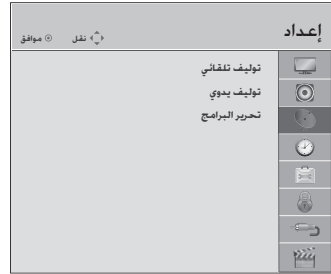 إعداد
نقل موافق
توليف تلقائي
توليف يدوي
تحرير البرامج